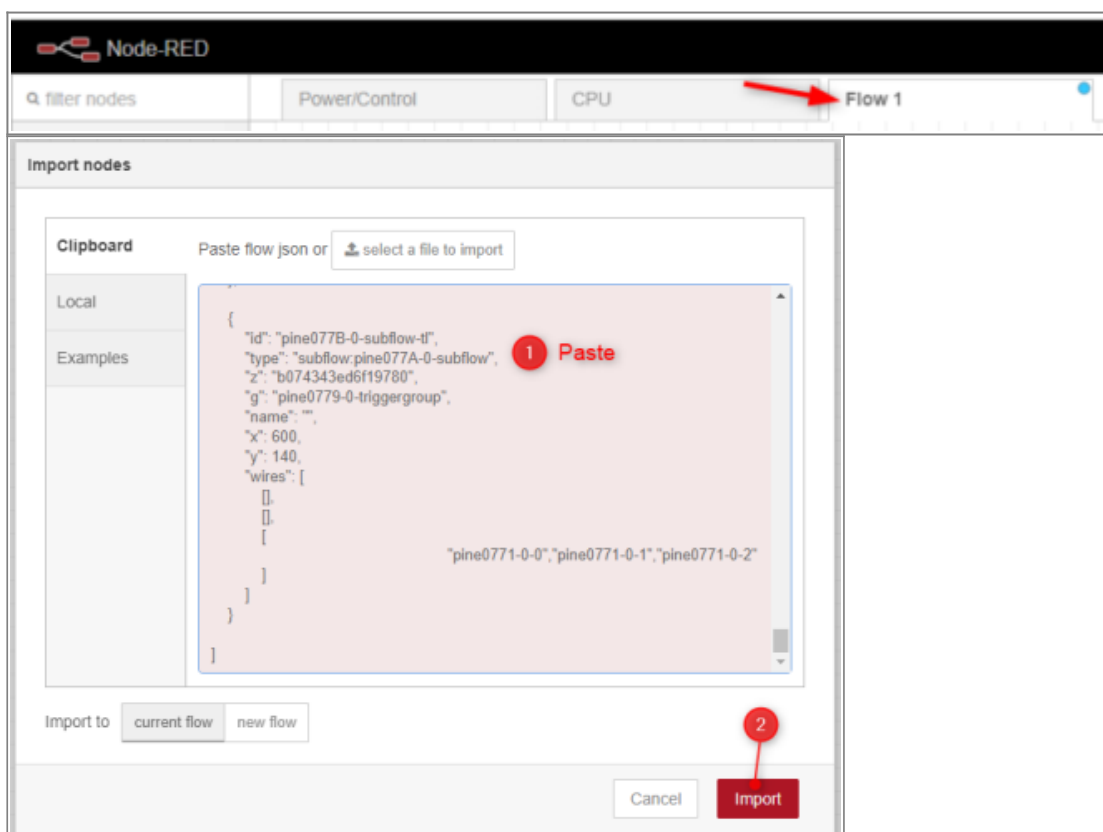 Node-RED
filter nodes
Power/Control
CPU
Flow 1
Import nodes
Clipboard
Paste flow json or select a file to import
Local
Examples
{
"id": "pine077B-0-subflow-tl",
"type": "subflow:pine077A-0-subflow",
"z": "b074343ed6f19780",
"g": "pine0779-0-triggergroup",
"name": "",
"x": 600,
"y": 140,
"wires": [
[],
[],
[
"pine0771-0-0","pine0771-0-1","pine0771-0-2"
]
]
}
]
1 Paste
Import to current flow new flow
2
Cancel Import